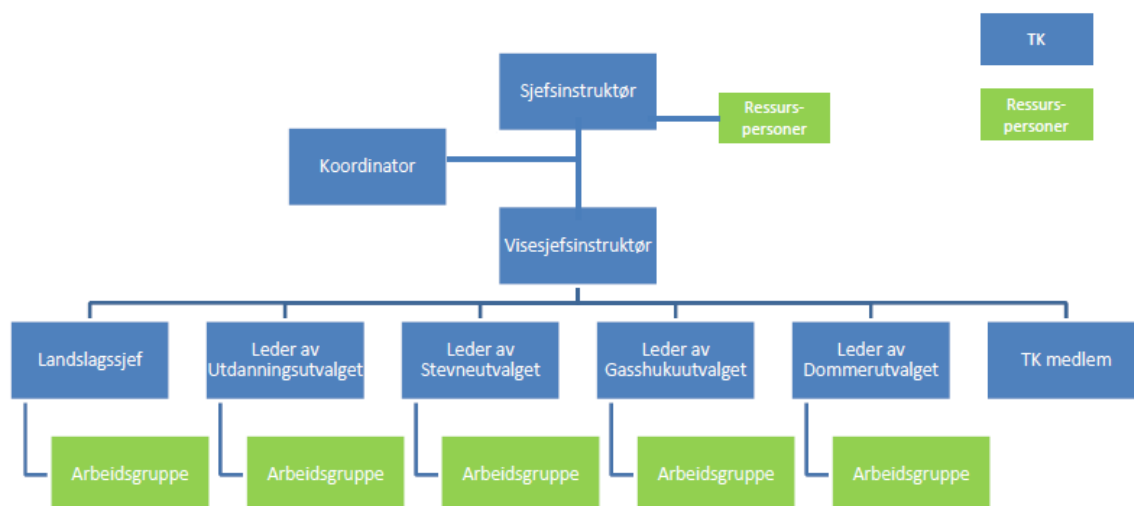 TK
Sjefsinstruktør
Ressurs-
personer
Ressurs-
personer
Koordinator
Visesjefsinstruktør
Landslagssjef
Leder av
Utdanningsutvalget
Leder av
Stevneutvalget
Leder av
Gasshukuutvalget
Leder av
Dommerutvalget
TK medlem
Arbeidsgruppe
Arbeidsgruppe
Arbeidsgruppe
Arbeidsgruppe
Arbeidsgruppe